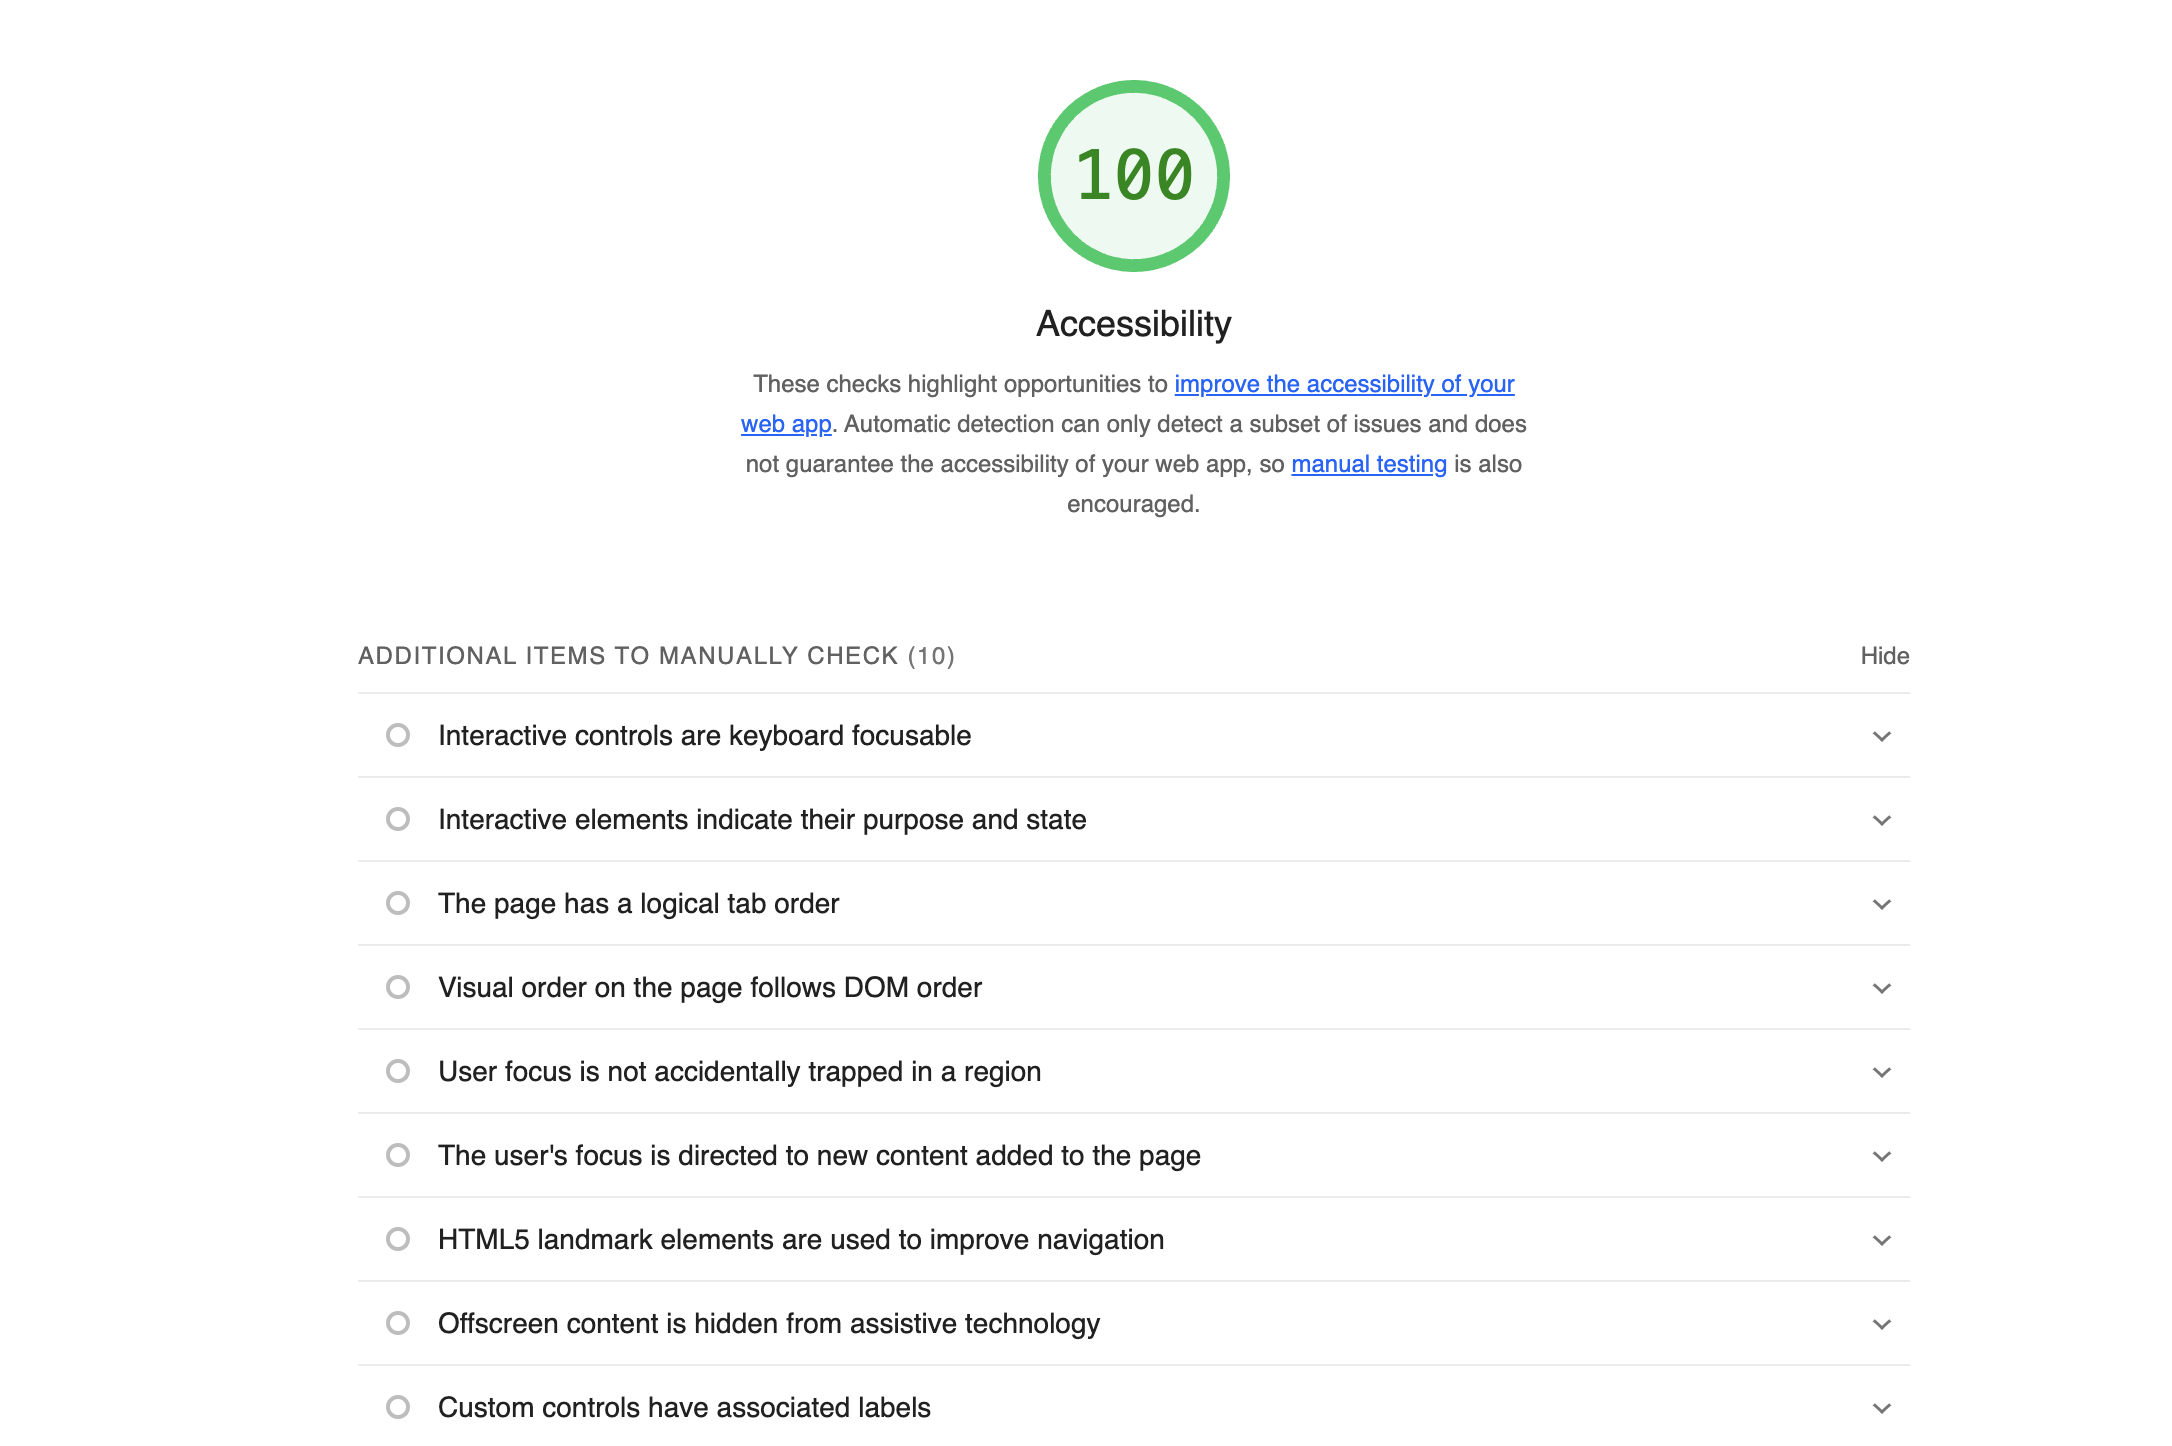 100
Accessibility
These checks highlight opportunities to improve the accessibility of your
web app. Automatic detection can only detect a subset of issues and does
not guarantee the accessibility of your web app, so manual testing is also
encouraged.
ADDITIONAL ITEMS TO MANUALLY CHECK (10) Hide
Interactive controls are keyboard focusable
Interactive elements indicate their purpose and state
The page has a logical tab order
Visual order on the page follows DOM order
User focus is not accidentally trapped in a region
The user's focus is directed to new content added to the page
HTML5 landmark elements are used to improve navigation
Offscreen content is hidden from assistive technology
Custom controls have associated labels